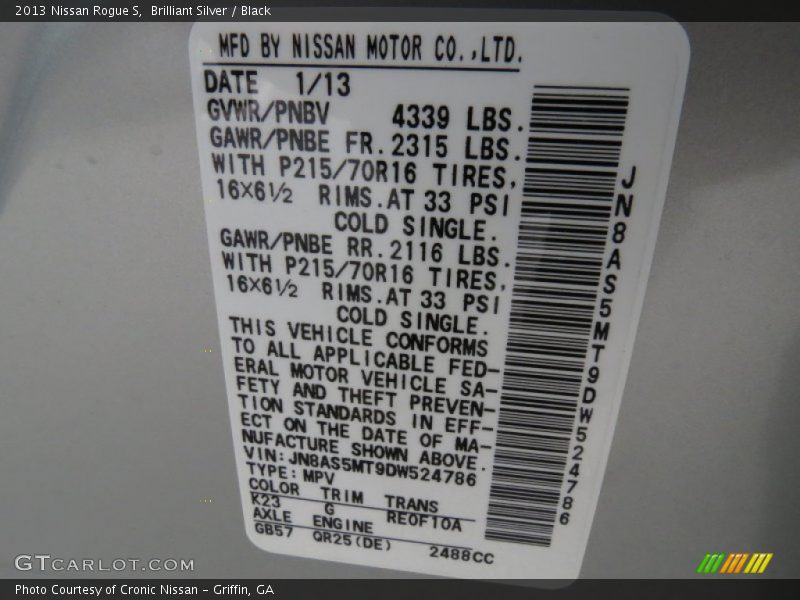 2013 Nissan Rogue S,  Brilliant Silver / Black
MFD BY NISSAN MOTOR CO.,LTD.
DATE 1/13
GVWR/PNBV 4339 LBS.
GAWR/PNBE FR.2315 LBS.
WITH P215/70R16 TIRES,
16×6½ RIMS.AT 33 PSI
COLD SINGLE.
GAWR/PNBE RR.2116 LBS.
WITH P215/70R16 TIRES,
16×6½ RIMS.AT 33 PSI
COLD SINGLE.
THIS VEHICLE CONFORMS
TO ALL APPLICABLE FED-
ERAL MOTOR VEHICLE SA-
FETY AND THEFT PREVEN-
TION STANDARDS IN EFF-
ECT ON THE DATE OF MA-
NUFACTURE SHOWN ABOVE.
VIN:JN8AS5MT9DW524786
TYPE:MPV
COLOR TRIM TRANS
K23 G RE0F10A
AXLE ENGINE
GB57 QR25(DE) 2488CC
JN8AS5MT9DW524786
GTCARLOT.COM
Photo Courtesy of Cronic Nissan – Griffin, GA